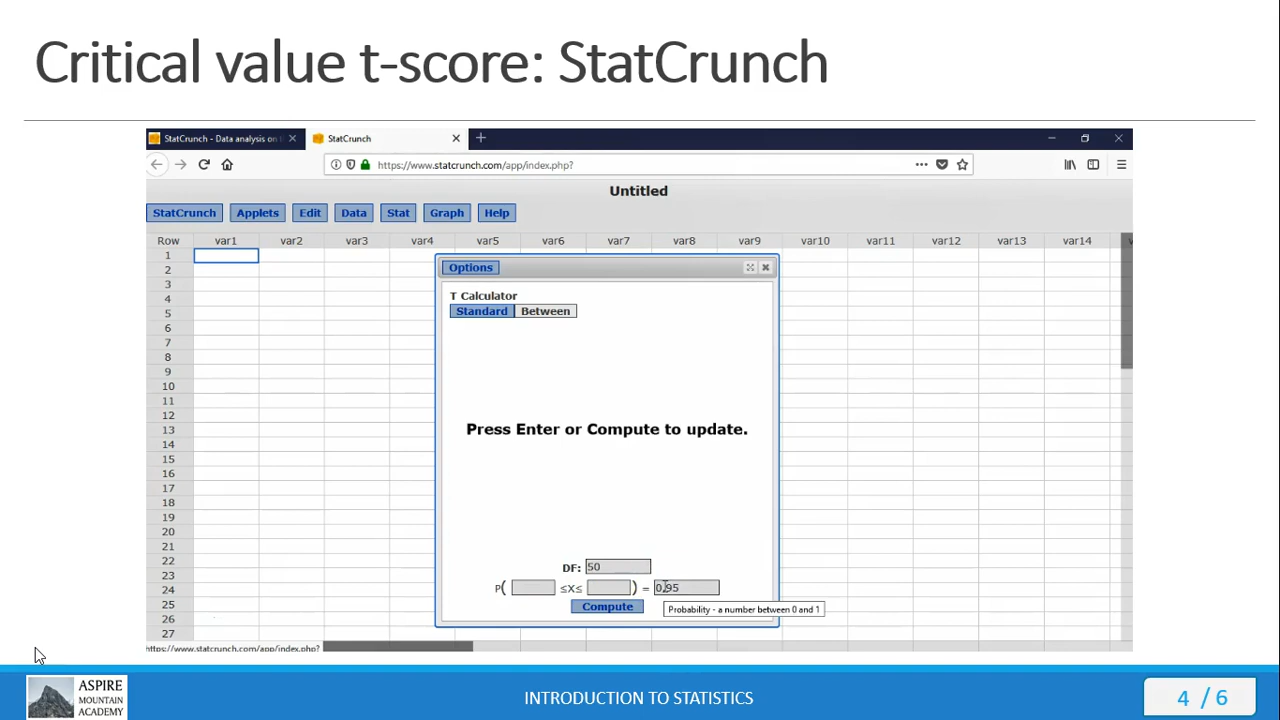 Critical value t-score: StatCrunch
StatCrunch - Data analysis on t
StatCrunch
https://www.statcrunch.com/app/index.php?
Untitled
StatCrunch Applets Edit Data Stat Graph Help
Row var1 var2 var3 var4 var5 var6 var7 var8 var9 var10 var11 var12 var13 var14 v
1
2
3
4
5
6
7
8
9
10
11
12
13
14
15
16
17
18
19
20
21
22
23
24
25
26
27
Options
T Calculator
Standard Between
Press Enter or Compute to update.
DF: 50
P( ≤X≤ ) = 0.95
Compute
Probability - a number between 0 and 1
https://www.statcrunch.com/app/index.php?
ASPIRE
MOUNTAIN
ACADEMY
INTRODUCTION TO STATISTICS
4 / 6